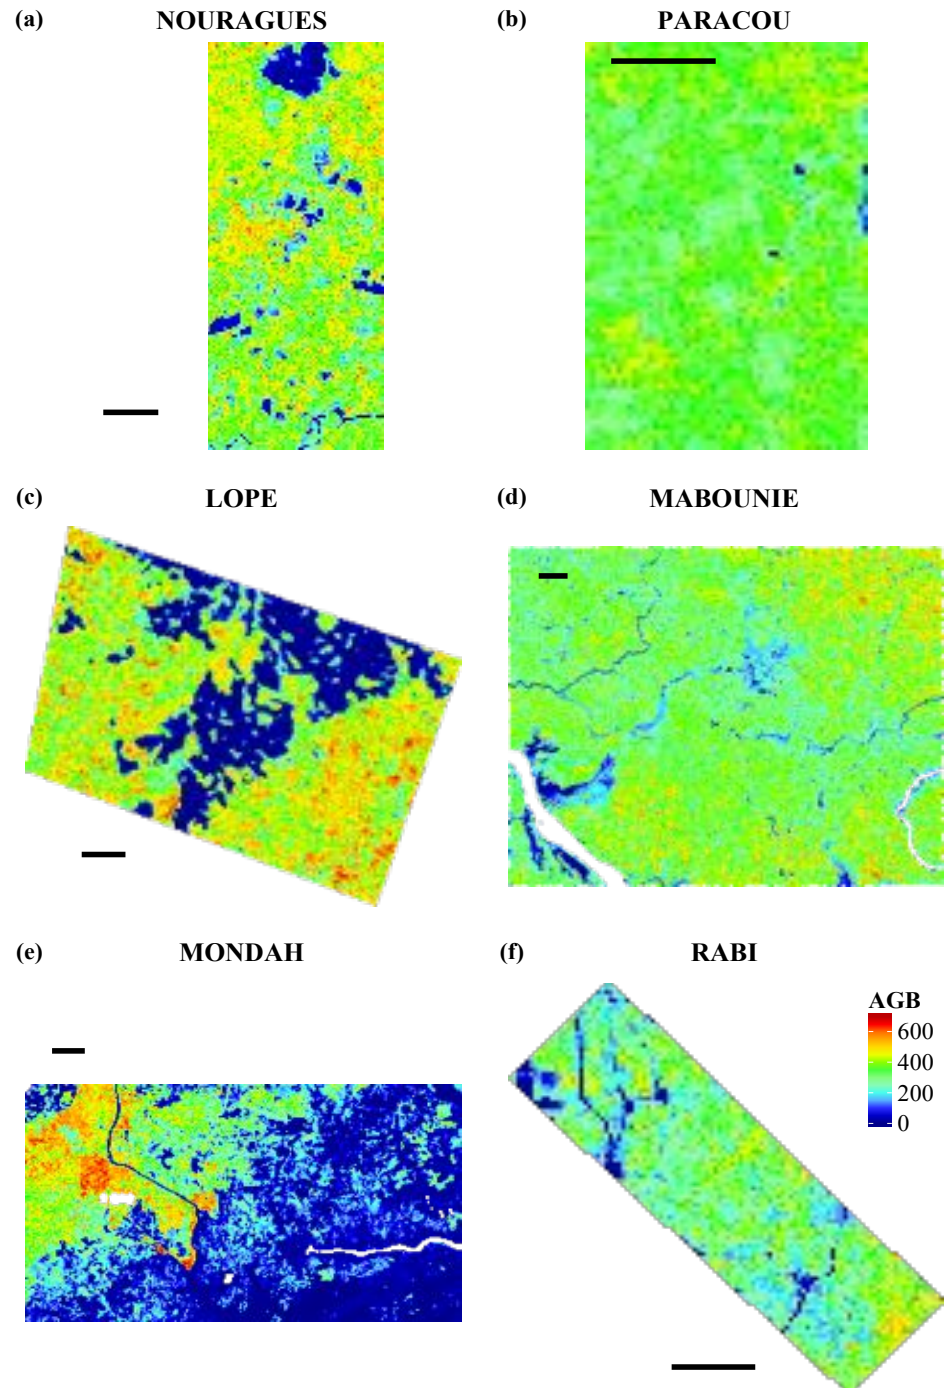 (a) NOURAGUES
(b) PARACOU
(c) LOPE
(d) MABOUNIE
(e) MONDAH
(f) RABI
AGB
600
400
200
0